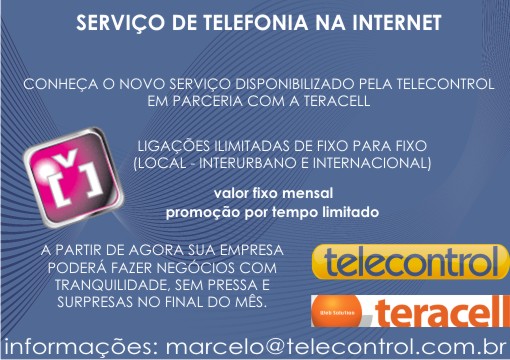 SERVIÇO DE TELEFONIA NA INTERNET
CONHEÇA O NOVO SERVIÇO DISPONIBILIZADO PELA TELECONTROL
EM PARCERIA COM A TERACELL
LIGAÇÕES ILIMITADAS DE FIXO PARA FIXO
(LOCAL - INTERURBANO E INTERNACIONAL)
valor fixo mensal
promoção por tempo limitado
A PARTIR DE AGORA SUA EMPRESA
PODERÁ FAZER NEGÓCIOS COM
TRANQUILIDADE, SEM PRESSA E
SURPRESAS NO FINAL DO MÊS.
telecontrol
teracell
informações: marcelo@telecontrol.com.br